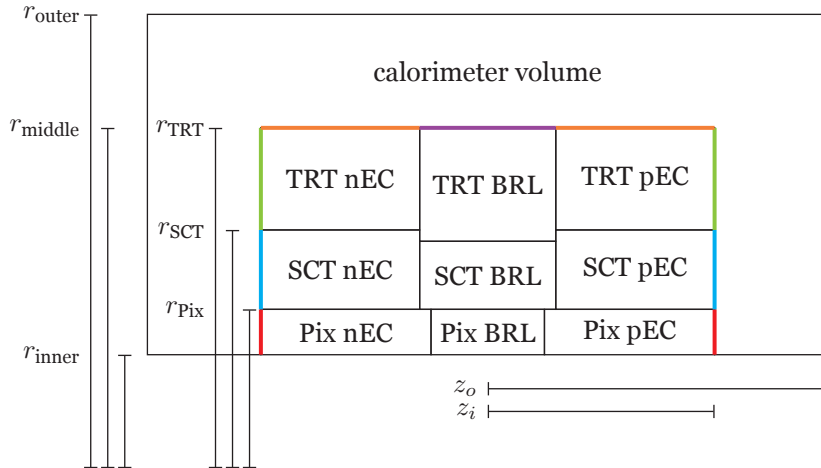 r_outer
calorimeter volume
r_middle
r_TRT
TRT nEC
TRT BRL
TRT pEC
r_SCT
SCT nEC
SCT BRL
SCT pEC
r_Pix
Pix nEC
Pix BRL
Pix pEC
r_inner
z_o
z_i